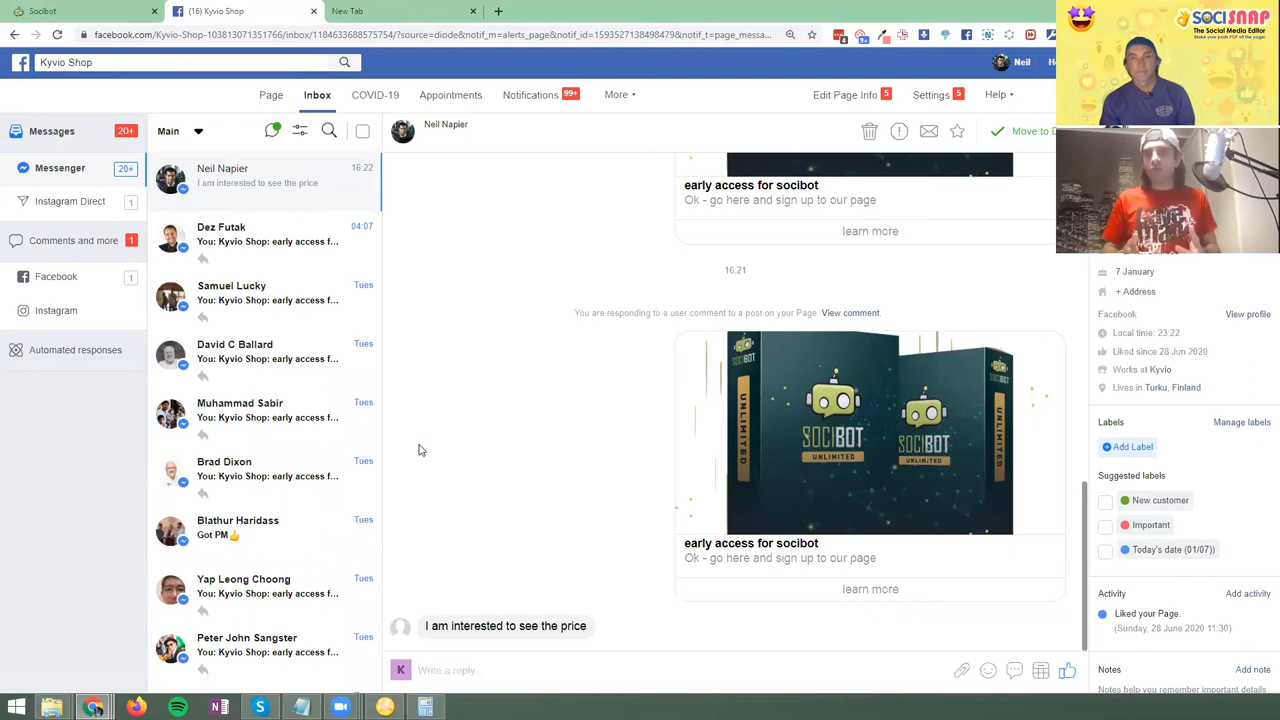 Socibot
(16) Kyvio Shop
New Tab
facebook.com/Kyvio-Shop-103813071351766/inbox/118463368857567/?source=diode&notif_t=page_messa...
Kyvio Shop
Neil
SOCISNAP
The Social Media Editor
Make your posts POP off the page!
Page
Inbox
COVID-19
Appointments
Notifications 99+
More
Edit Page Info 5
Settings 5
Help
Messages 20+
Messenger 20+
Instagram Direct 1
Comments and more 1
Facebook 1
Instagram
Automated responses
Main
Neil Napier 16:22
I am interested to see the price
Dez Futak 04:07
You: Kyvio Shop: early access f...
Samuel Lucky Tues
You: Kyvio Shop: early access f...
David C Ballard Tues
You: Kyvio Shop: early access f...
Muhammad Sabir Tues
You: Kyvio Shop: early access f...
Brad Dixon Tues
You: Kyvio Shop: early access f...
Blathur Haridass Tues
Got PM👍
Yap Leong Choong Tues
You: Kyvio Shop: early access f...
Peter John Sangster Tues
You: Kyvio Shop: early access f...
Neil Napier
Move to D
early access for socibot
Ok - go here and sign up to our page
learn more
16:21
You are responding to a user comment to a post on your Page. View comment.
SOCIBOT
UNLIMITED
SOCIBOT
UNLIMITED
SOCIBOT
UNLIMITED
SOCIBOT
UNLIMITED
early access for socibot
Ok - go here and sign up to our page
learn more
I am interested to see the price
K
Write a reply...
7 January
+ Address
Facebook View profile
Local time: 23:22
Liked since 28 Jun 2020
Works at Kyvio
Lives in Turku, Finland
Labels Manage labels
Add Label
Suggested labels
New customer
Important
Today's date (01/07))
Activity Add activity
Liked your Page.
(Sunday, 28 June 2020 11:30)
Notes Add note
Notes help you remember important details